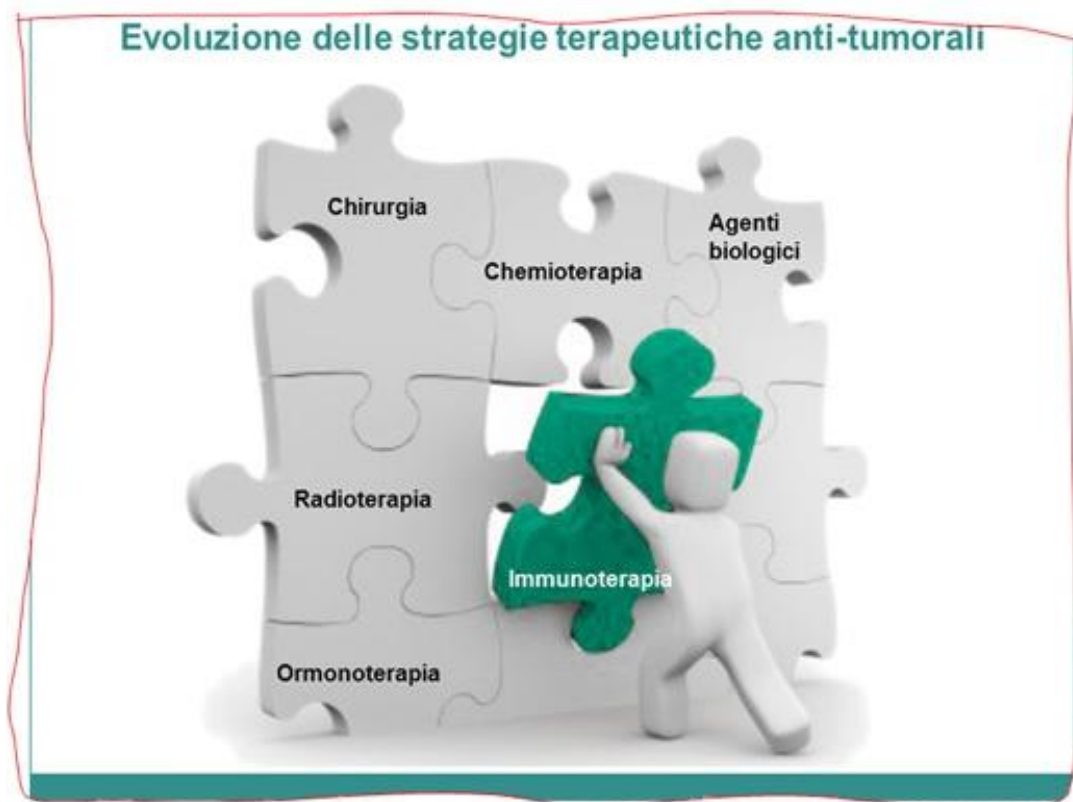 Evoluzione delle strategie terapeutiche anti-tumorali
Chirurgia
Agenti
biologici
Chemioterapia
Radioterapia
Immunoterapia
Ormonoterapia